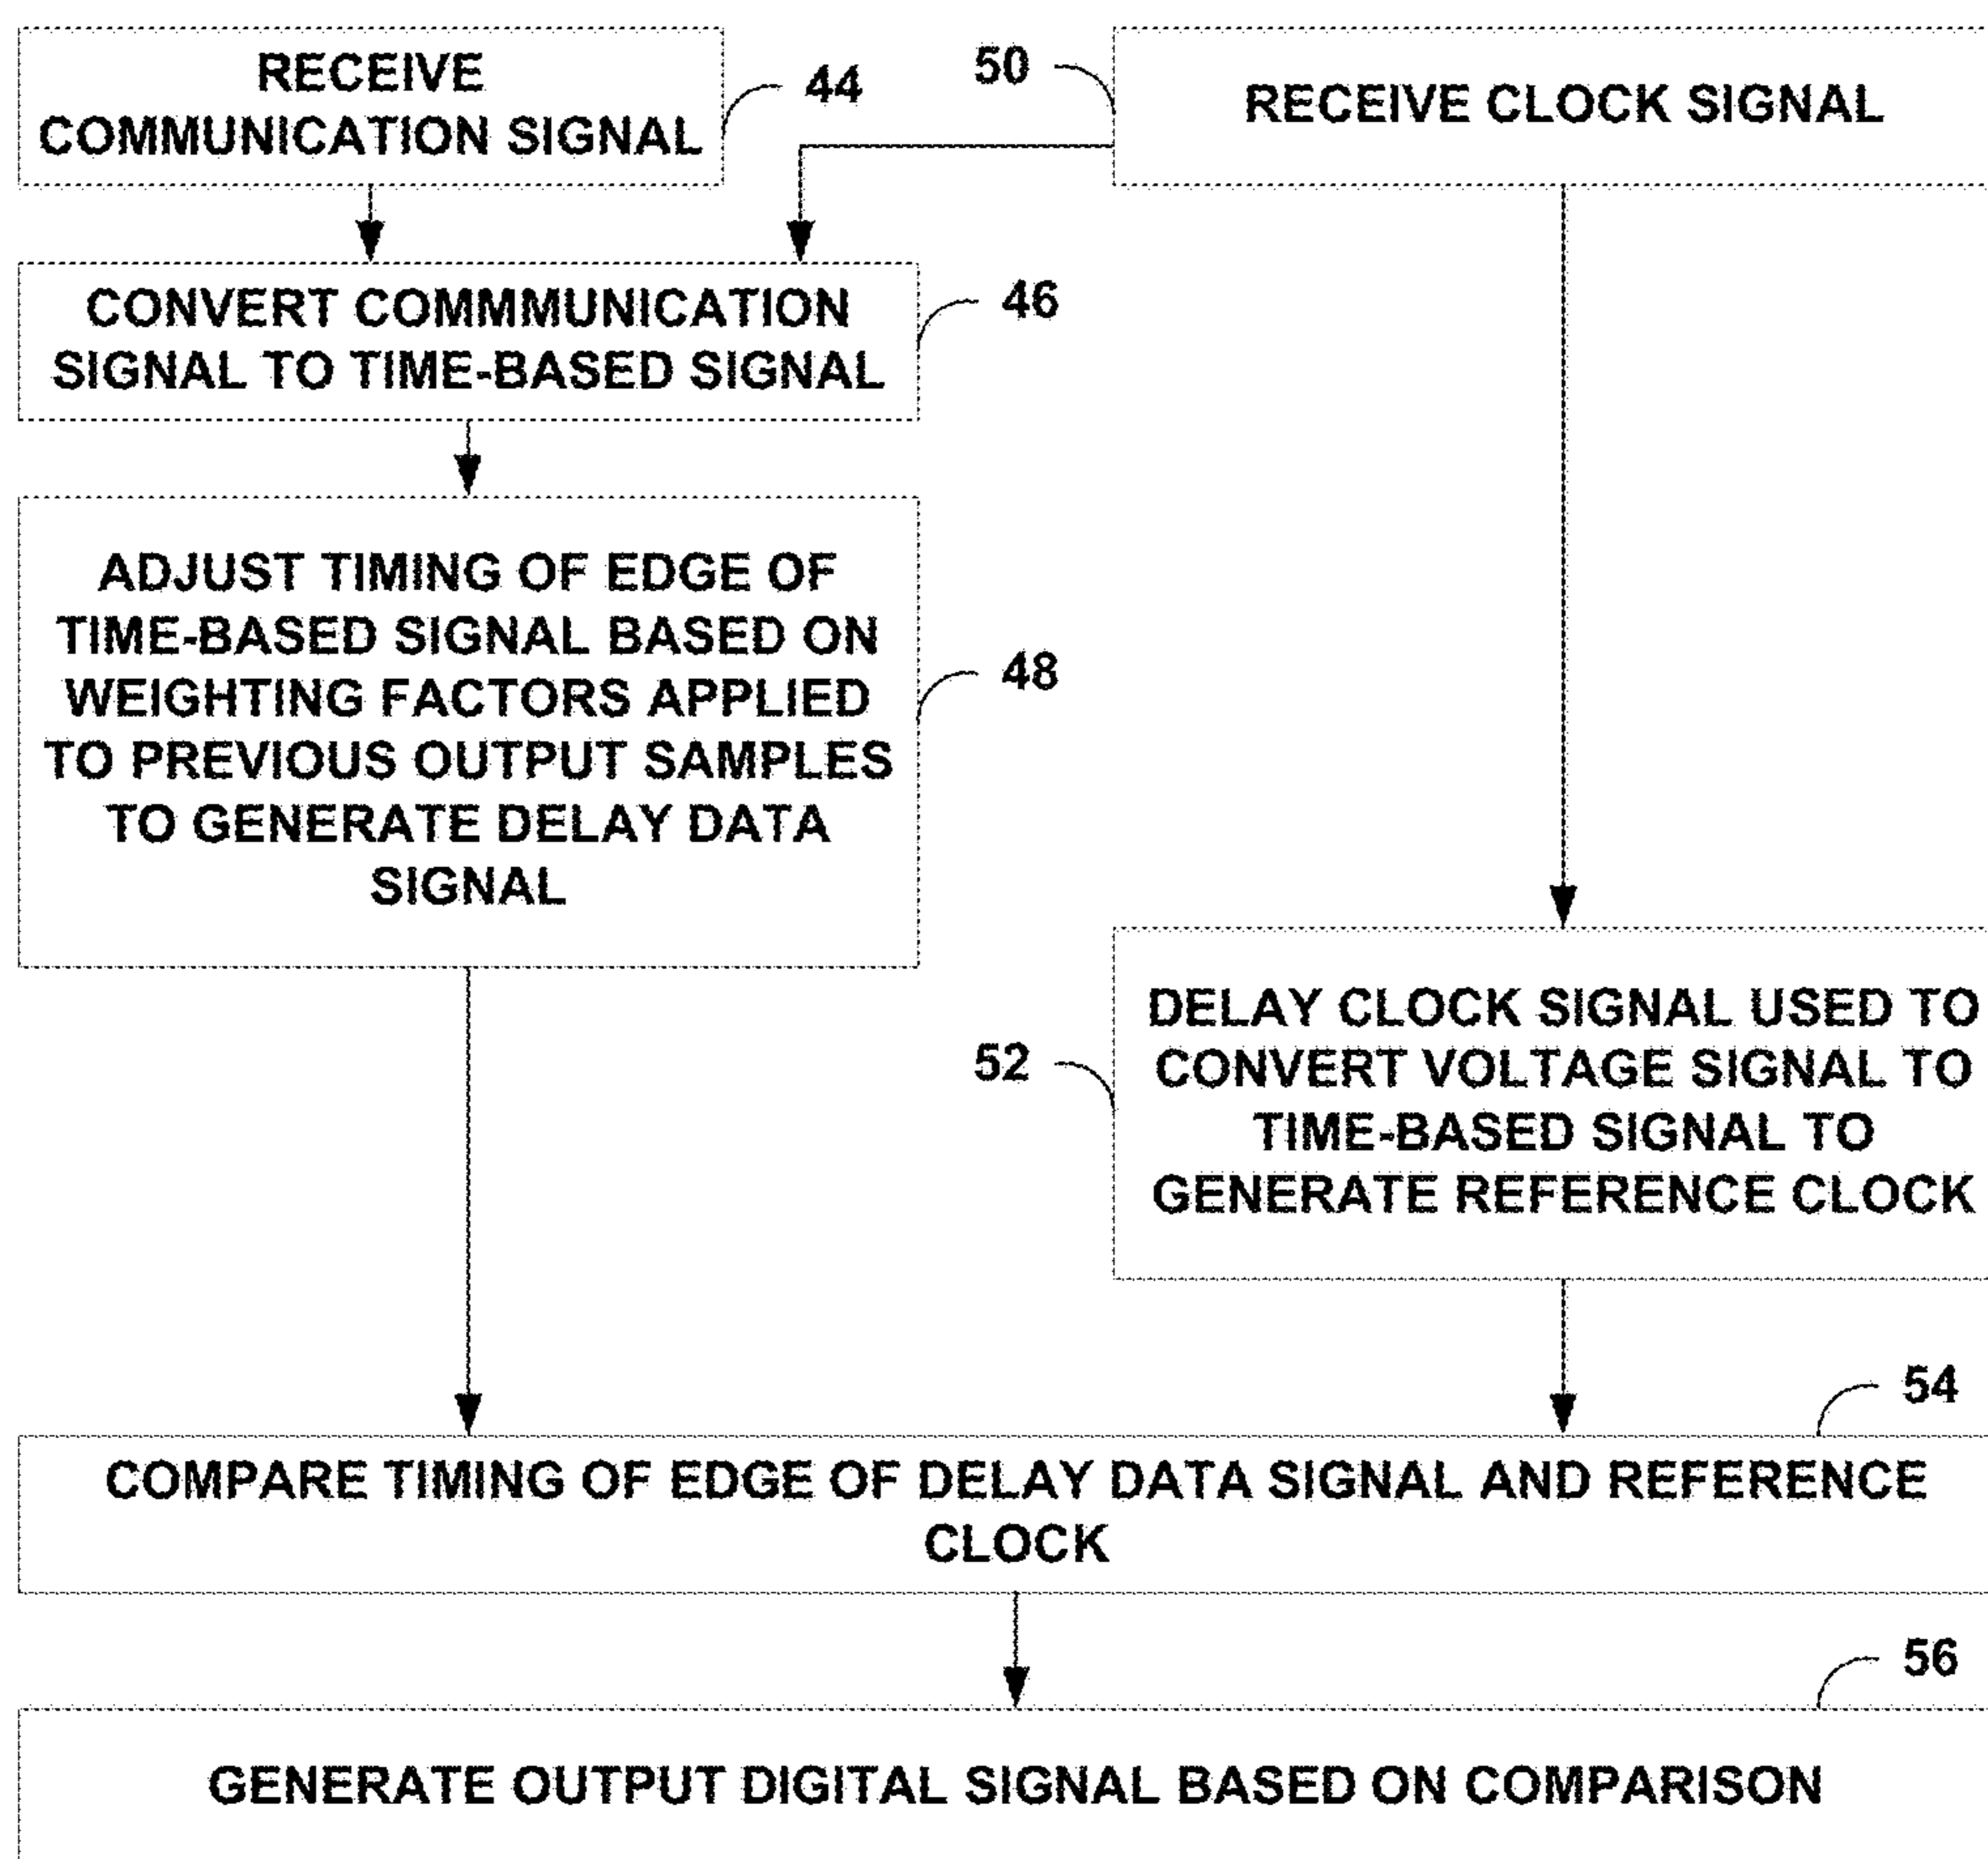 RECEIVE
COMMUNICATION SIGNAL
44
50
RECEIVE CLOCK SIGNAL
CONVERT COMMMUNICATION
SIGNAL TO TIME-BASED SIGNAL
46
ADJUST TIMING OF EDGE OF
TIME-BASED SIGNAL BASED ON
WEIGHTING FACTORS APPLIED
TO PREVIOUS OUTPUT SAMPLES
TO GENERATE DELAY DATA
SIGNAL
48
52
DELAY CLOCK SIGNAL USED TO
CONVERT VOLTAGE SIGNAL TO
TIME-BASED SIGNAL TO
GENERATE REFERENCE CLOCK
54
COMPARE TIMING OF EDGE OF DELAY DATA SIGNAL AND REFERENCE
CLOCK
56
GENERATE OUTPUT DIGITAL SIGNAL BASED ON COMPARISON